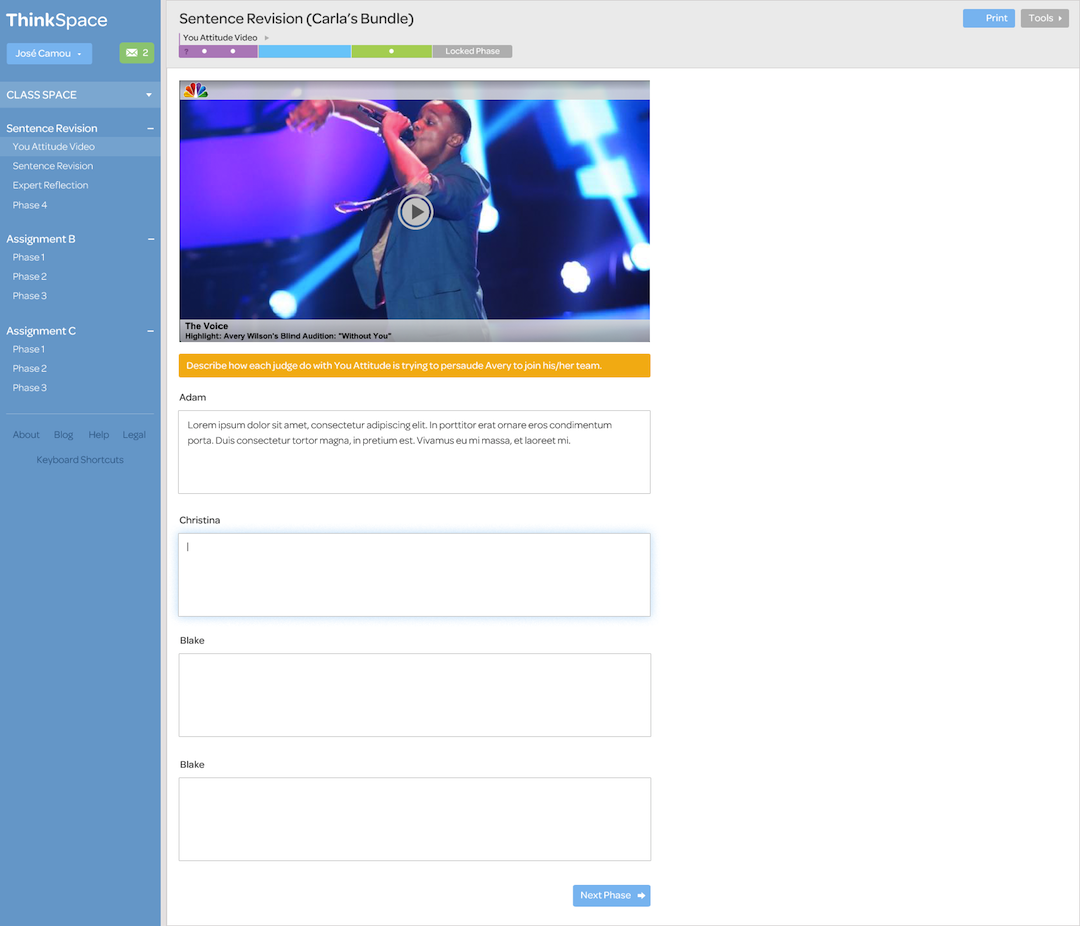 ThinkSpace
José Camou
2
CLASS SPACE
Sentence Revision
You Attitude Video
Sentence Revision
Expert Reflection
Phase 4
Assignment B
Phase 1
Phase 2
Phase 3
Assignment C
Phase 1
Phase 2
Phase 3
About Blog Help Legal
Keyboard Shortcuts
Sentence Revision (Carla's Bundle)
Print Tools
You Attitude Video
? Locked Phase
The Voice
Highlight: Avery Wilson's Blind Audition: "Without You"
Describe how each judge do with You Attitude is trying to persaude Avery to join his/her team.
Adam
Lorem ipsum dolor sit amet, consectetur adipiscing elit. In porttitor erat ornare eros condimentum
porta. Duis consectetur tortor magna, in pretium est. Vivamus eu mi massa, et laoreet mi.
Christina
Blake
Blake
Next Phase